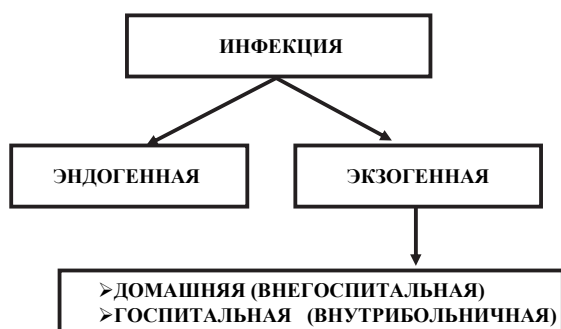 ИНФЕКЦИЯ
ЭНДОГЕННАЯ
ЭКЗОГЕННАЯ
➢ДОМАШНЯЯ (ВНЕГОСПИТАЛЬНАЯ)
➢ГОСПИТАЛЬНАЯ (ВНУТРИБОЛЬНИЧНАЯ)